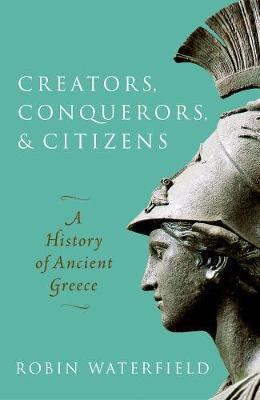 CREATORS,
CONQUERORS,
& CITIZENS
A
History
of Ancient
Greece
ROBIN WATERFIELD